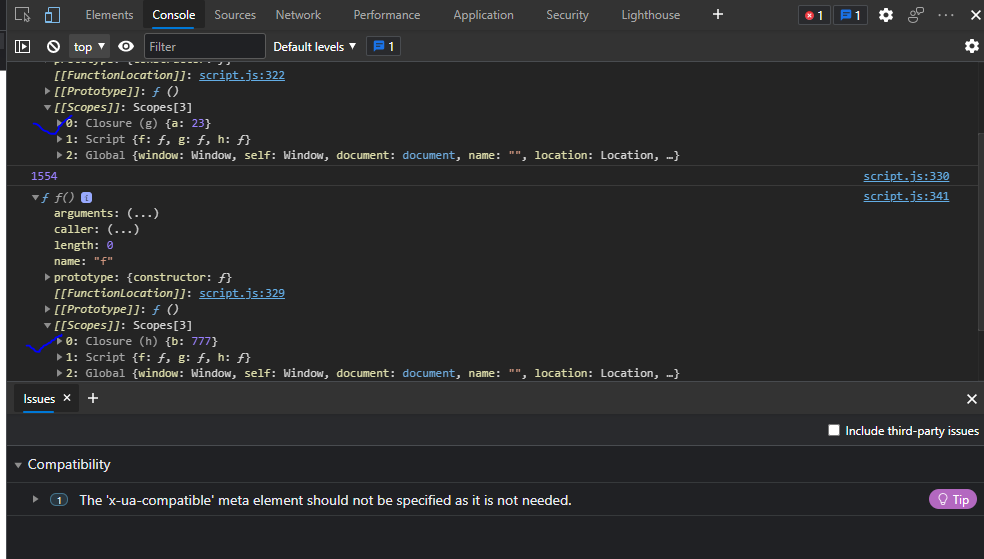 Elements Console Sources Network Performance Application Security Lighthouse 1 1
top Filter Default levels 1
prototype: {constructor: ƒ}
[[FunctionLocation]]: script.js:322
[[Prototype]]: ƒ ()
[[Scopes]]: Scopes[3]
0: Closure (g) {a: 23}
1: Script {f: ƒ, g: ƒ, h: ƒ}
2: Global {window: Window, self: Window, document: document, name: "", location: Location, …}
1554 script.js:330
ƒ ƒ() i script.js:341
arguments: (...)
caller: (...)
length: 0
name: "f"
prototype: {constructor: ƒ}
[[FunctionLocation]]: script.js:329
[[Prototype]]: ƒ ()
[[Scopes]]: Scopes[3]
0: Closure (h) {b: 777}
1: Script {f: ƒ, g: ƒ, h: ƒ}
2: Global {window: Window, self: Window, document: document, name: "", location: Location, …}
Issues
Include third-party issues
Compatibility
1 The 'x-ua-compatible' meta element should not be specified as it is not needed. Tip